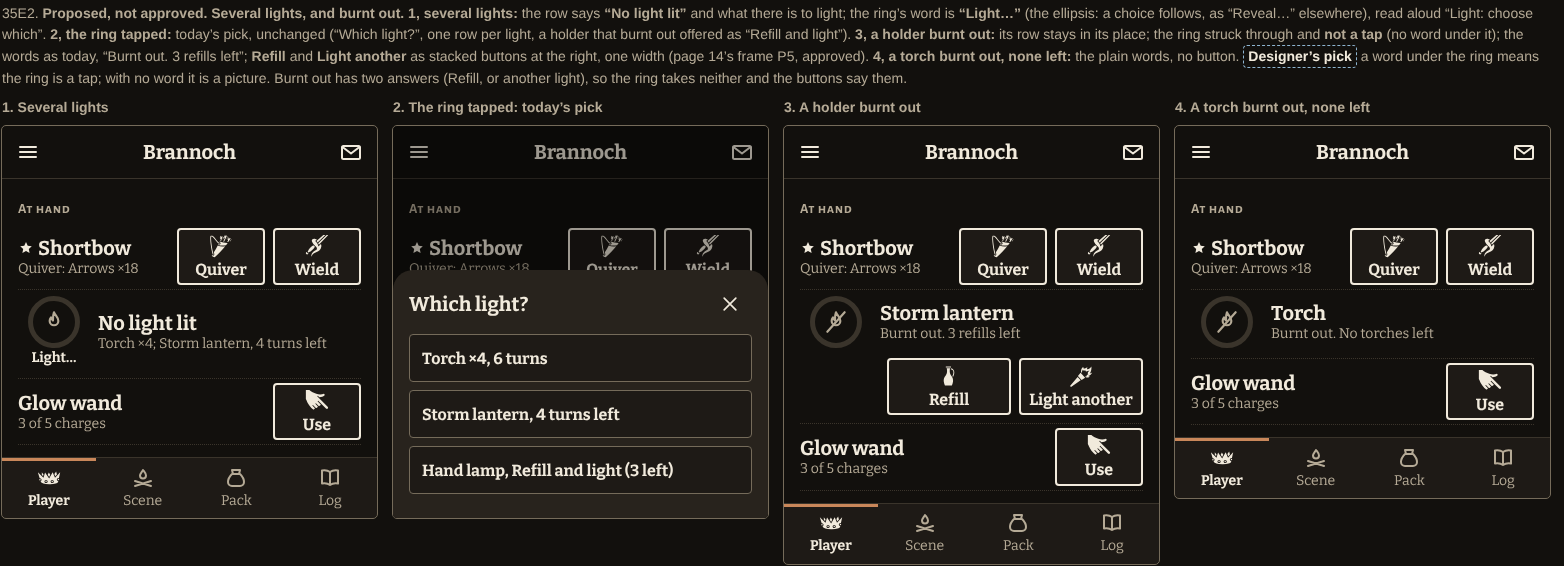 35E2. Proposed, not approved. Several lights, and burnt out. 1, several lights: the row says “No light lit” and what there is to light; the ring’s word is “Light…” (the ellipsis: a choice follows, as “Reveal…” elsewhere), read aloud “Light: choose
which”. 2, the ring tapped: today’s pick, unchanged (“Which light?”, one row per light, a holder that burnt out offered as “Refill and light”). 3, a holder burnt out: its row stays in its place; the ring struck through and not a tap (no word under it); the
words as today, “Burnt out. 3 refills left”; Refill and Light another as stacked buttons at the right, one width (page 14’s frame P5, approved). 4, a torch burnt out, none left: the plain words, no button. Designer’s pick a word under the ring means
the ring is a tap; with no word it is a picture. Burnt out has two answers (Refill, or another light), so the ring takes neither and the buttons say them.
1. Several lights
Brannoch
AT HAND
Shortbow
Quiver: Arrows ×18
Quiver
Wield
No light lit
Torch ×4; Storm lantern, 4 turns left
Light…
Glow wand
3 of 5 charges
Use
Player
Scene
Pack
Log
2. The ring tapped: today’s pick
Brannoch
AT HAND
Shortbow
Quiver: Arrows ×18
Quiver
Wield
Which light?
Torch ×4, 6 turns
Storm lantern, 4 turns left
Hand lamp, Refill and light (3 left)
3. A holder burnt out
Brannoch
AT HAND
Shortbow
Quiver: Arrows ×18
Quiver
Wield
Storm lantern
Burnt out. 3 refills left
Refill
Light another
Glow wand
3 of 5 charges
Use
Player
Scene
Pack
Log
4. A torch burnt out, none left
Brannoch
AT HAND
Shortbow
Quiver: Arrows ×18
Quiver
Wield
Torch
Burnt out. No torches left
Glow wand
3 of 5 charges
Use
Player
Scene
Pack
Log